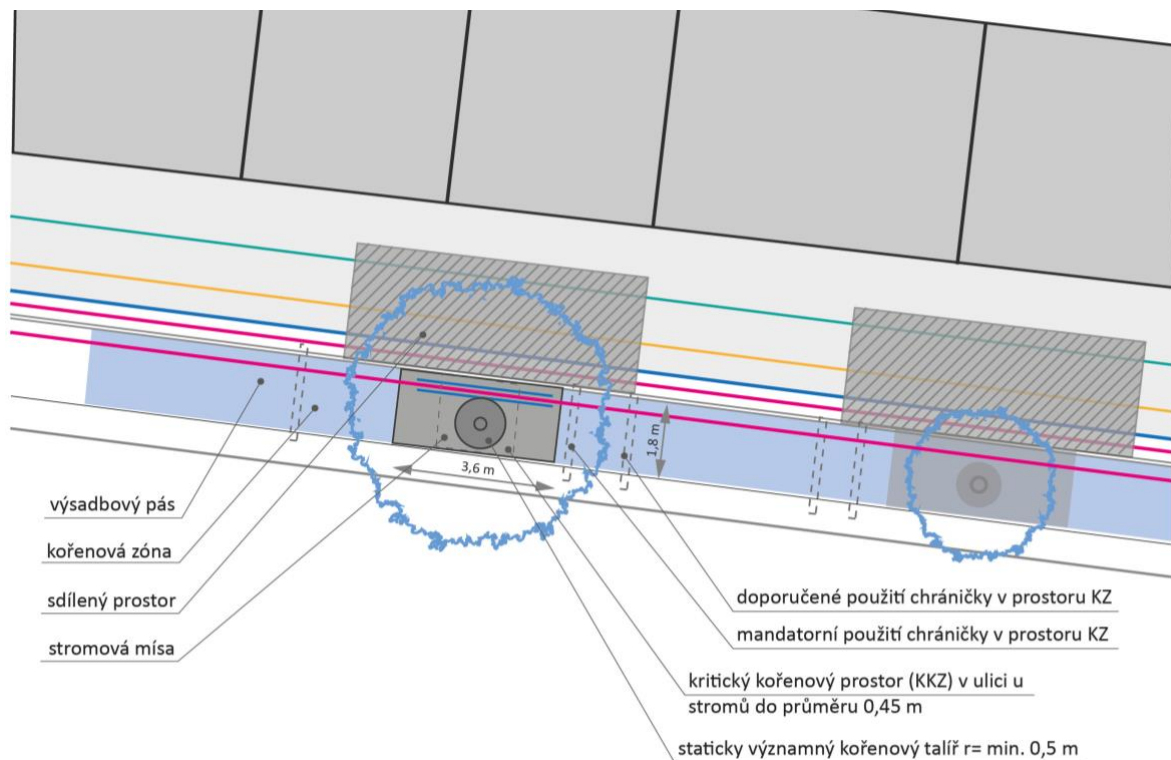 1,8 m
3,6 m
výsadbový pás
kořenová zóna
sdílený prostor
stromová mísa
doporučené použití chráničky v prostoru KZ
mandatorní použití chráničky v prostoru KZ
kritický kořenový prostor (KKZ) v ulici u
stromů do průměru 0,45 m
staticky významný kořenový talíř r= min. 0,5 m